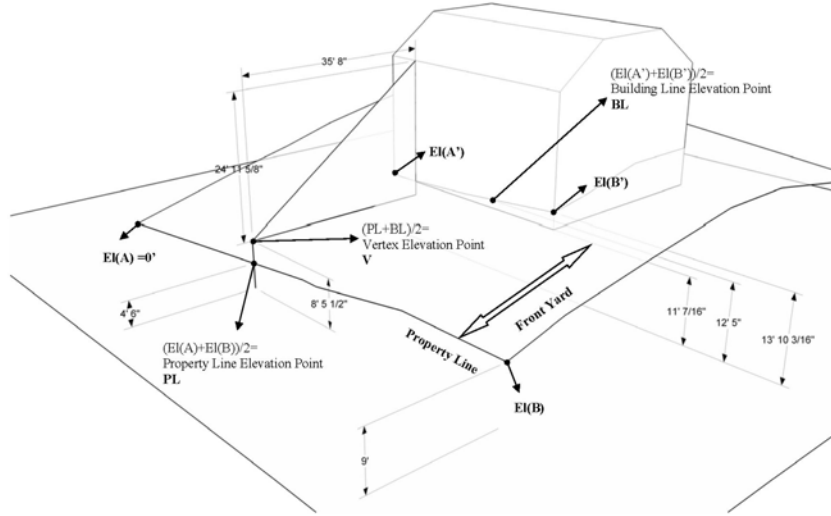 35' 8"
(El(A')+El(B'))/2=
Building Line Elevation Point
BL
El(A')
24' 11 5/8"
El(B')
(PL+BL)/2=
Vertex Elevation Point
V
El(A) =0'
4' 6"
8' 5 1/2"
Front Yard
11' 7/16"
12' 5"
13' 10 3/16"
(El(A)+El(B))/2=
Property Line Elevation Point
PL
Property Line
El(B)
9'